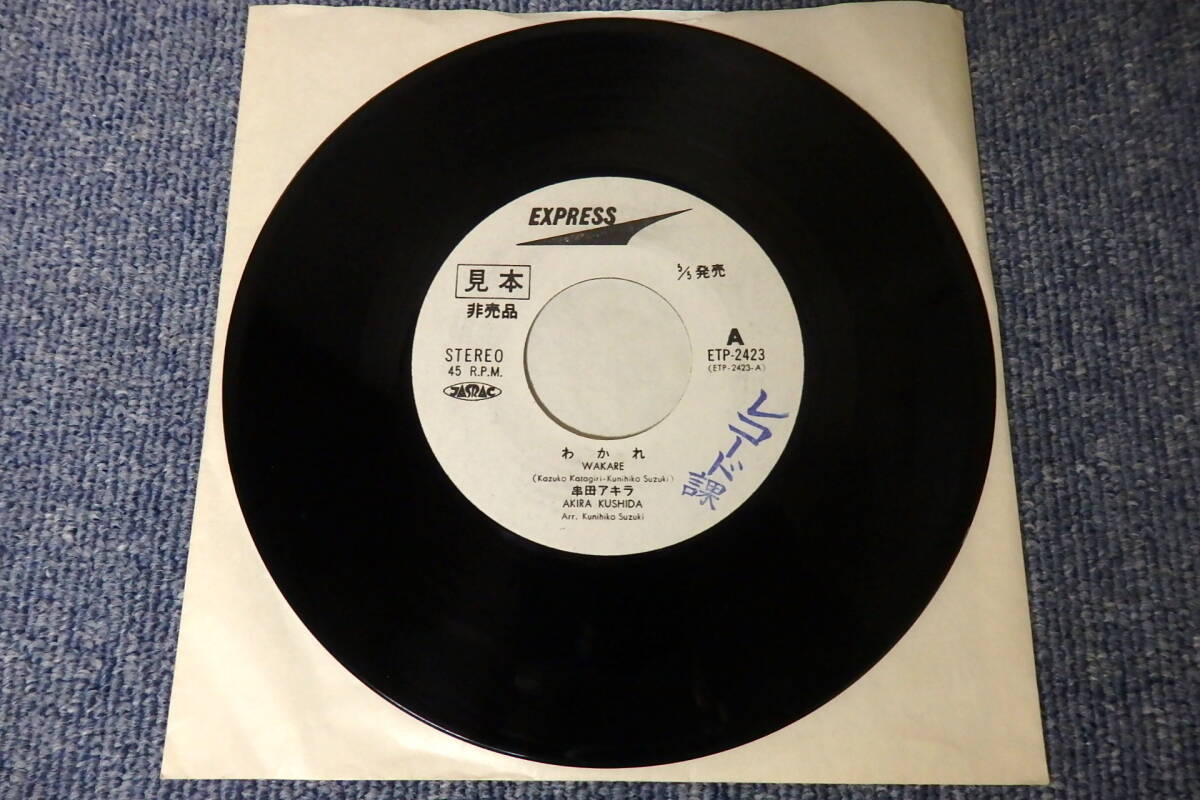 EXPRESS
見本
5/5発売
非売品
A
STEREO
ETP-2423
45 R.P.M.
(ETP-2423-A)
JASRAC
レコード課
わかれ
WAKARE
(Kazuko Katagiri-Kunihiko Suzuki)
串田アキラ
AKIRA KUSHIDA
Arr. Kunihiko Suzuki